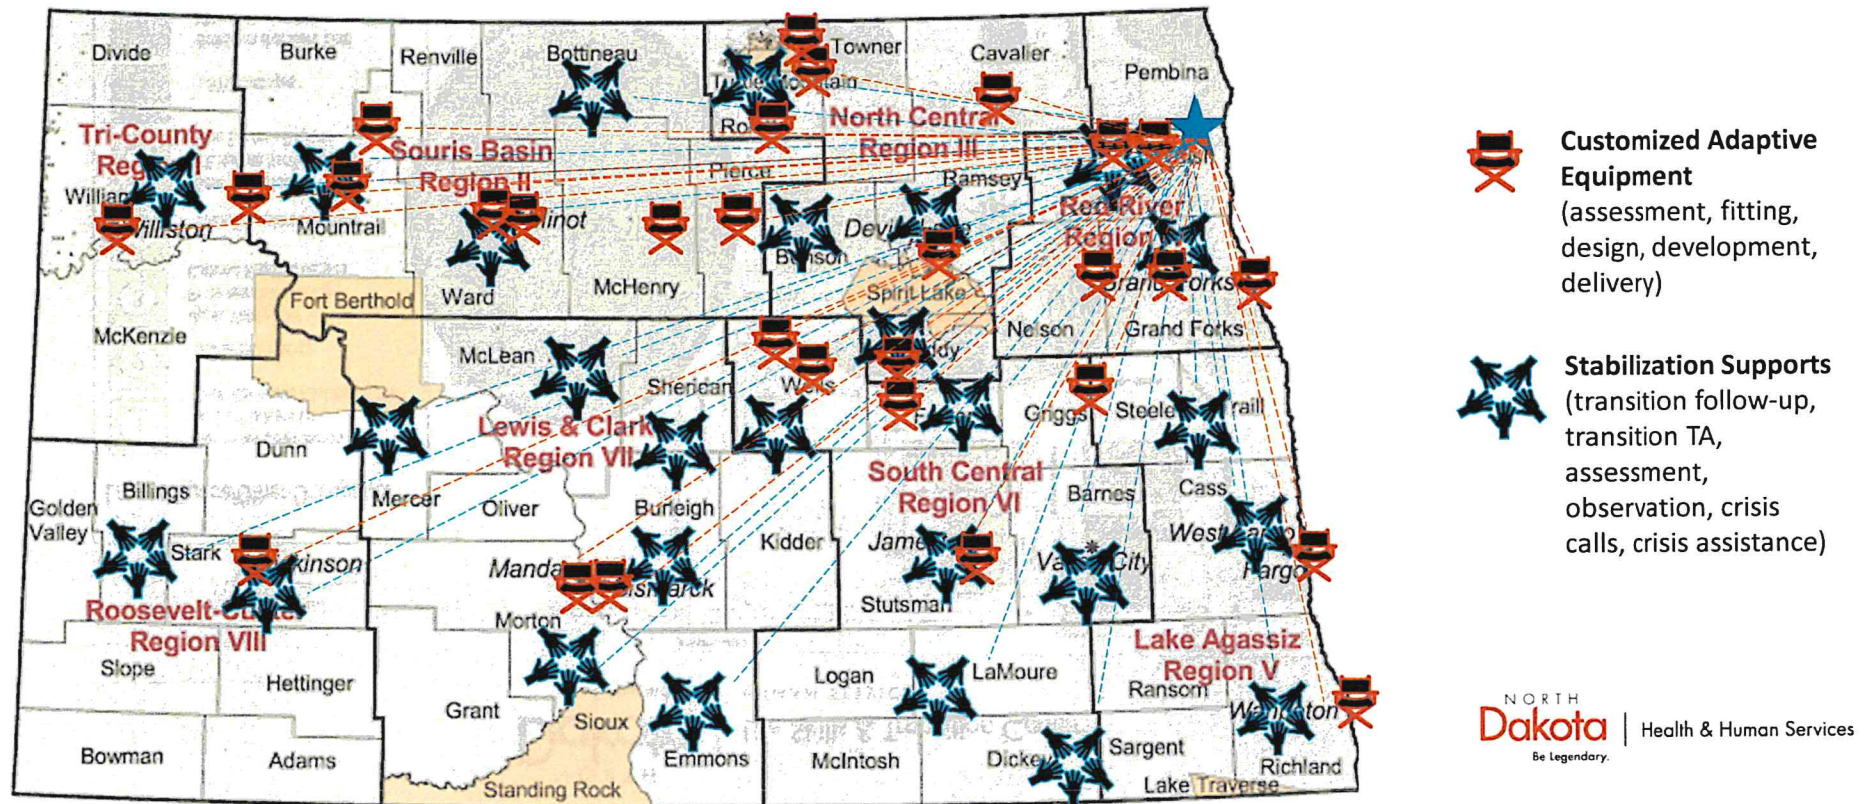 Divide
Burke
Renville
Bottineau
Towner
Cavalier
Pembina
Tri-County
Souris Basin
Region II
North Central
Region III
Pierce
Ramsey
Mountrail
Ward
McHenry
Fort Berthold
Spirit Lake
Red River
Region
McKenzie
McLean
Nelson
Grand Forks
Griggs
Steele
Dunn
Lewis & Clark
Region VII
South Central
Region VI
Golden
Valley
Billings
Mercer
Oliver
Burleigh
Kidder
Barnes
Cass
Stark
Fargo
Stutsman
Morton
Region VIII
Slope
Hettinger
Grant
Sioux
Emmons
Logan
LaMoure
Lake Agassiz
Region V
Ransom
Bowman
Adams
Standing Rock
McIntosh
Sargent
Richland
Lake Traverse
Customized Adaptive
Equipment
(assessment, fitting,
design, development,
delivery)
Stabilization Supports
(transition follow-up,
transition TA,
assessment,
observation, crisis
calls, crisis assistance)
NORTH
Dakota
Be Legendary.
Health & Human Services